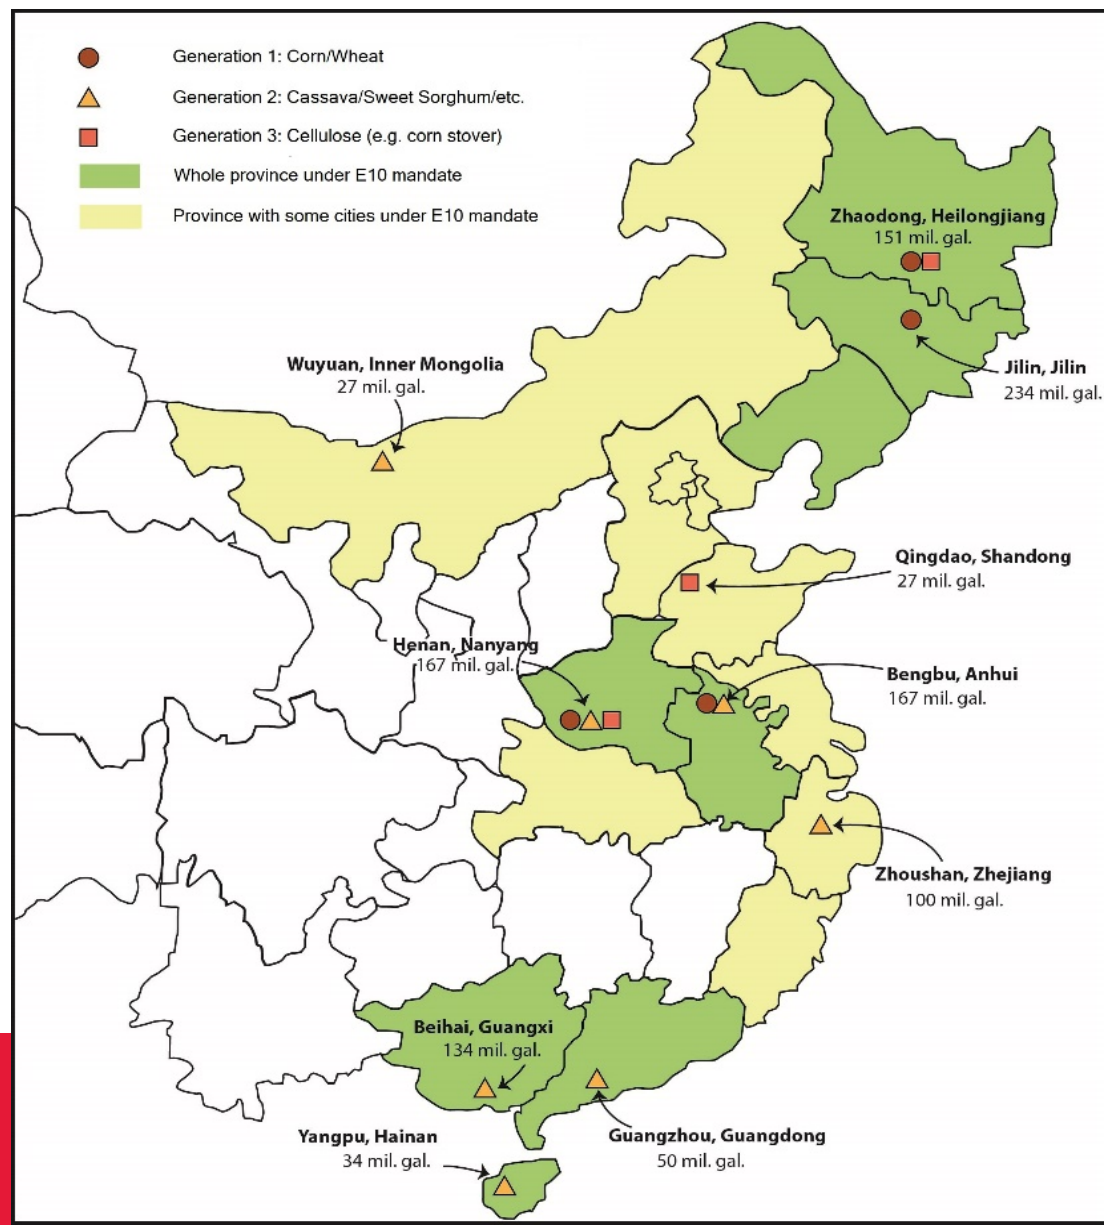 Generation 1: Corn/Wheat
Generation 2: Cassava/Sweet Sorghum/etc.
Generation 3: Cellulose (e.g. corn stover)
Whole province under E10 mandate
Province with some cities under E10 mandate
Zhaodong, Heilongjiang
151 mil. gal.
Wuyuan, Inner Mongolia
27 mil. gal.
Jilin, Jilin
234 mil. gal.
Qingdao, Shandong
27 mil. gal.
Henan, Nanyang
167 mil. gal.
Bengbu, Anhui
167 mil. gal.
Zhoushan, Zhejiang
100 mil. gal.
Beihai, Guangxi
134 mil. gal.
Yangpu, Hainan
34 mil. gal.
Guangzhou, Guangdong
50 mil. gal.